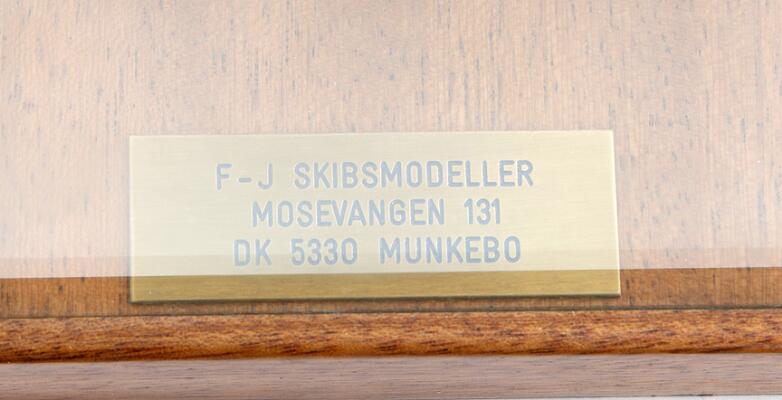 F-J SKIBSMODELLER
MOSEVANGEN 131
DK 5330 MUNKEBO